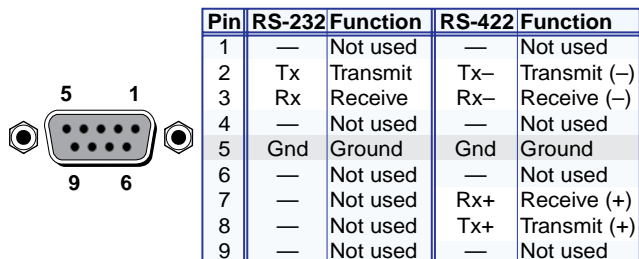 5 1
9 6
Pin RS-232 Function RS-422 Function
1 — Not used — Not used
2 Tx Transmit Tx– Transmit (–)
3 Rx Receive Rx– Receive (–)
4 — Not used — Not used
5 Gnd Ground Gnd Ground
6 — Not used — Not used
7 — Not used Rx+ Receive (+)
8 — Not used Tx+ Transmit (+)
9 — Not used — Not used